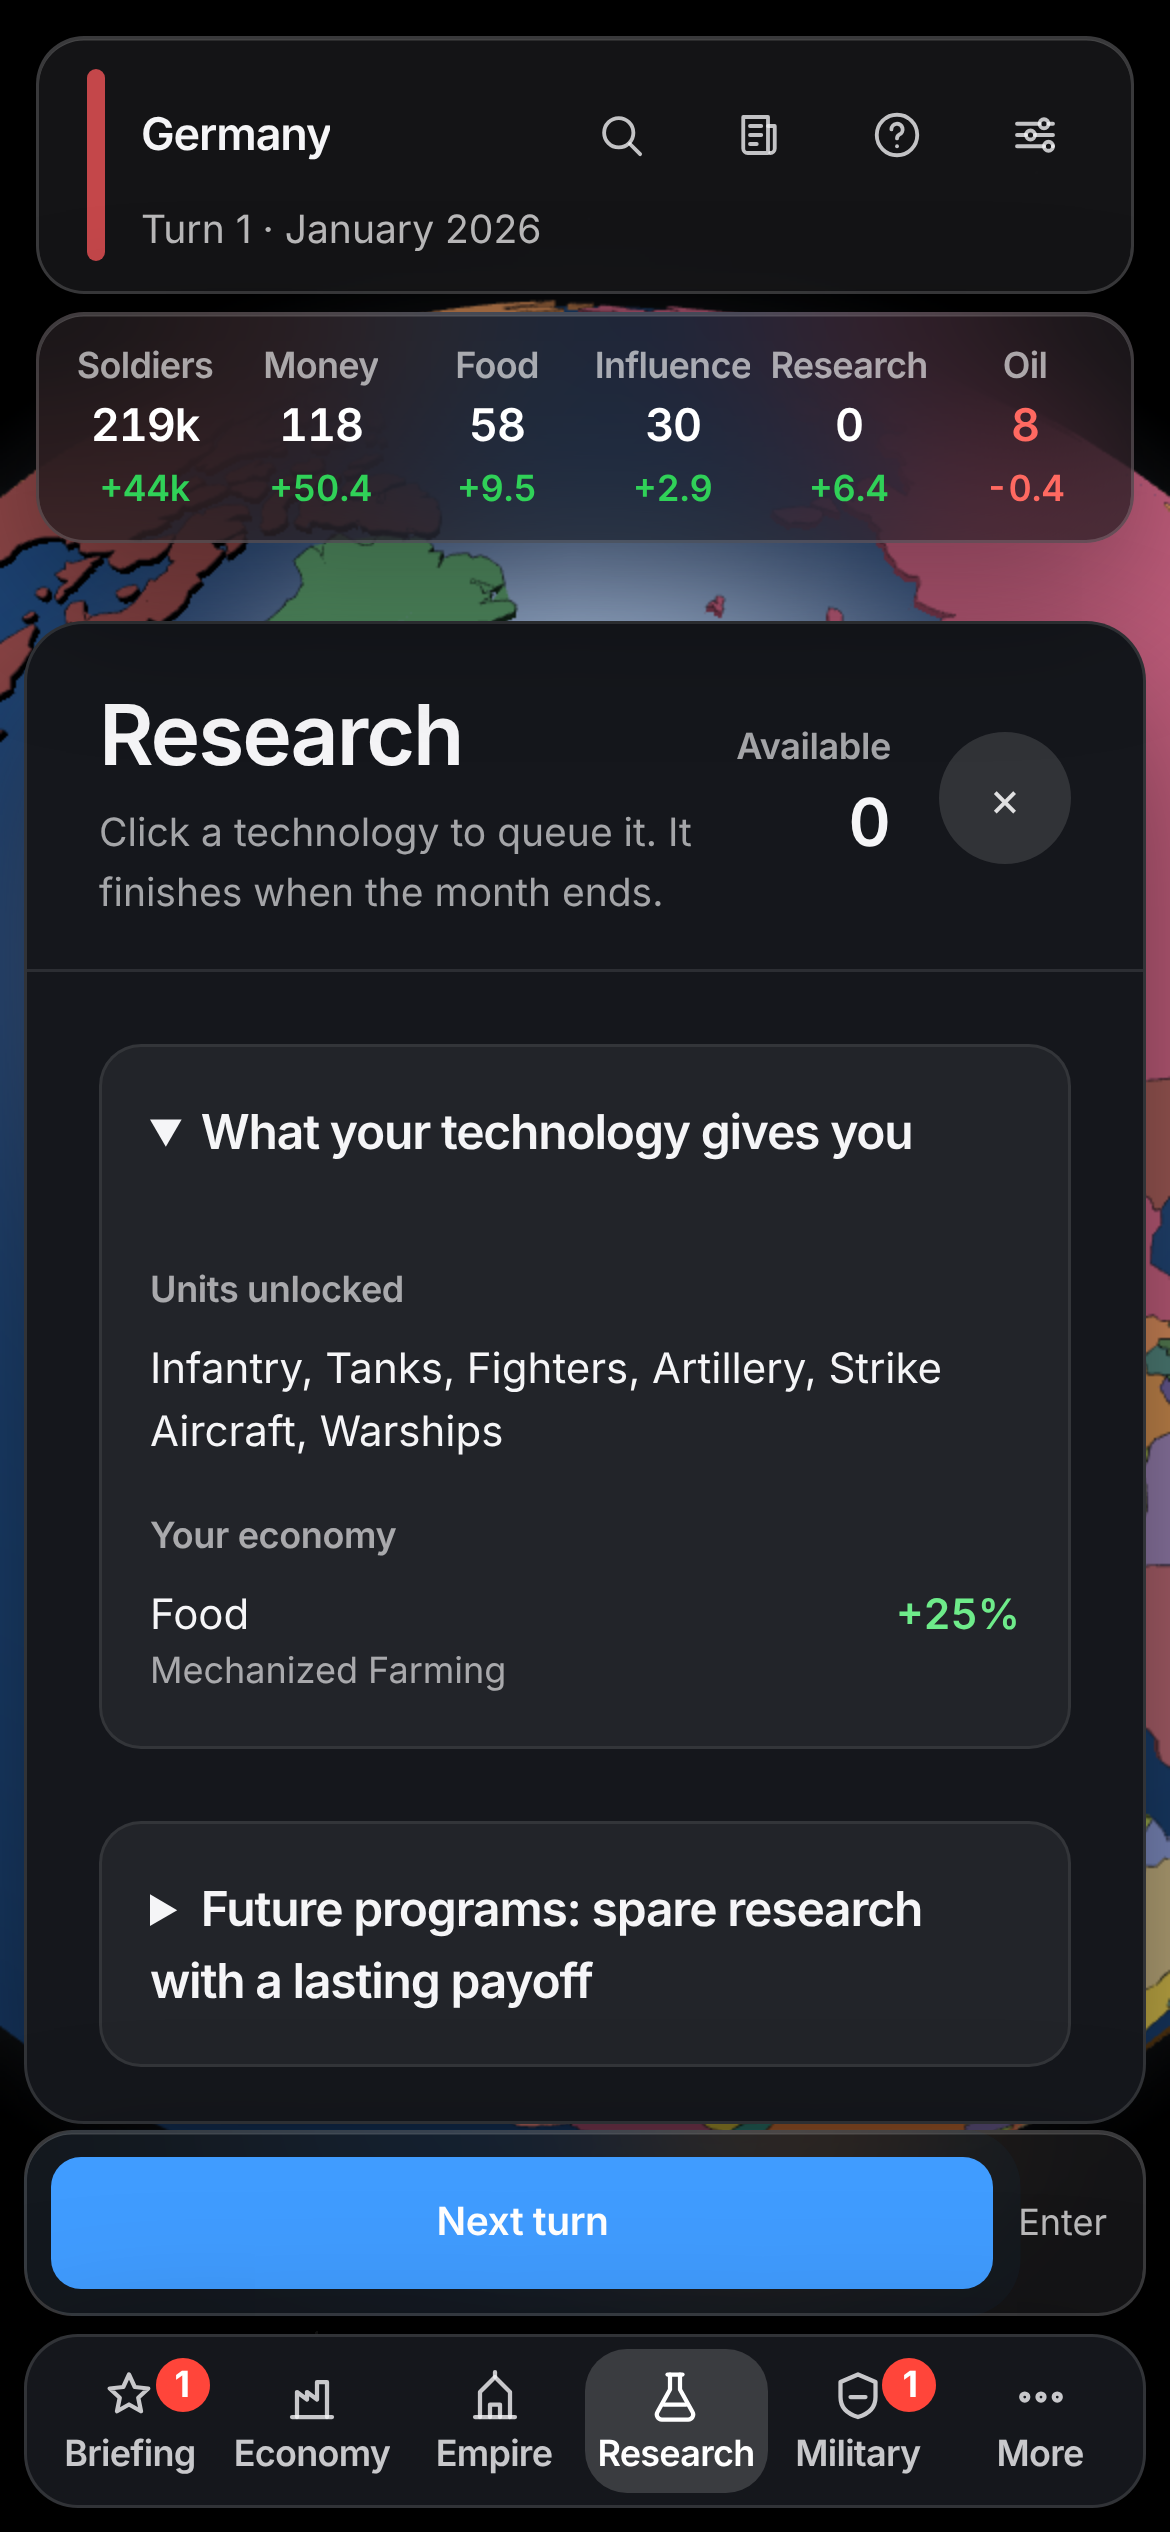 Germany
Turn 1 · January 2026
Soldiers Money Food Influence Research Oil
219k 118 58 30 0 8
+44k +50.4 +9.5 +2.9 +6.4 -0.4
Research
Available
0
×
Click a technology to queue it. It
finishes when the month ends.
▼ What your technology gives you
Units unlocked
Infantry, Tanks, Fighters, Artillery, Strike
Aircraft, Warships
Your economy
Food +25%
Mechanized Farming
▶ Future programs: spare research
with a lasting payoff
Next turn Enter
1 1
Briefing Economy Empire Research Military More